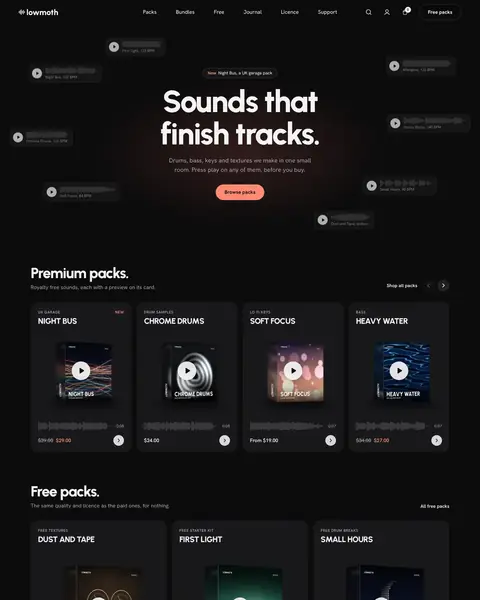 lowmoth
Packs
Bundles
Free
Journal
Licence
Support
Free packs
New Night Bus, a UK garage pack
Sounds that
finish tracks.
Drums, bass, keys and textures we make in one small
room. Press play on any of them, before you buy.
Browse packs
Premium packs.
Royalty free sounds, each with a preview on its card.
Shop all packs
UK GARAGE
NEW
NIGHT BUS
NIGHT BUS
$39.00 $29.00
DRUM SAMPLES
CHROME DRUMS
CHROME DRUMS
$24.00
LO FI KEYS
SOFT FOCUS
SOFT FOCUS
From $19.00
BASS
HEAVY WATER
HEAVY WATER
$34.00 $27.00
Free packs.
The same quality and licence as the paid ones, for nothing.
All free packs
FREE TEXTURES
DUST AND TAPE
FREE STARTER KIT
FIRST LIGHT
FREE DRUM BREAKS
SMALL HOURS